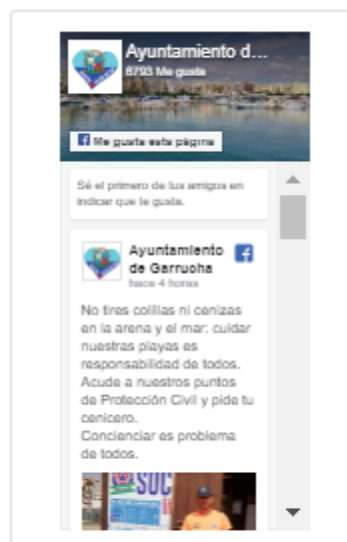 Ayuntamiento d...
6793 Me gusta
Me gusta esta página
Sé el primero de tus amigos en
indicar que te gusta.
Ayuntamiento
de Garrucha
hace 4 horas
No tires colillas ni cenizas
en la arena y el mar: cuidar
nuestras playas es
responsabilidad de todos.
Acude a nuestros puntos
de Protección Civil y pide tu
cenicero.
Concienciar es problema
de todos.
SOC